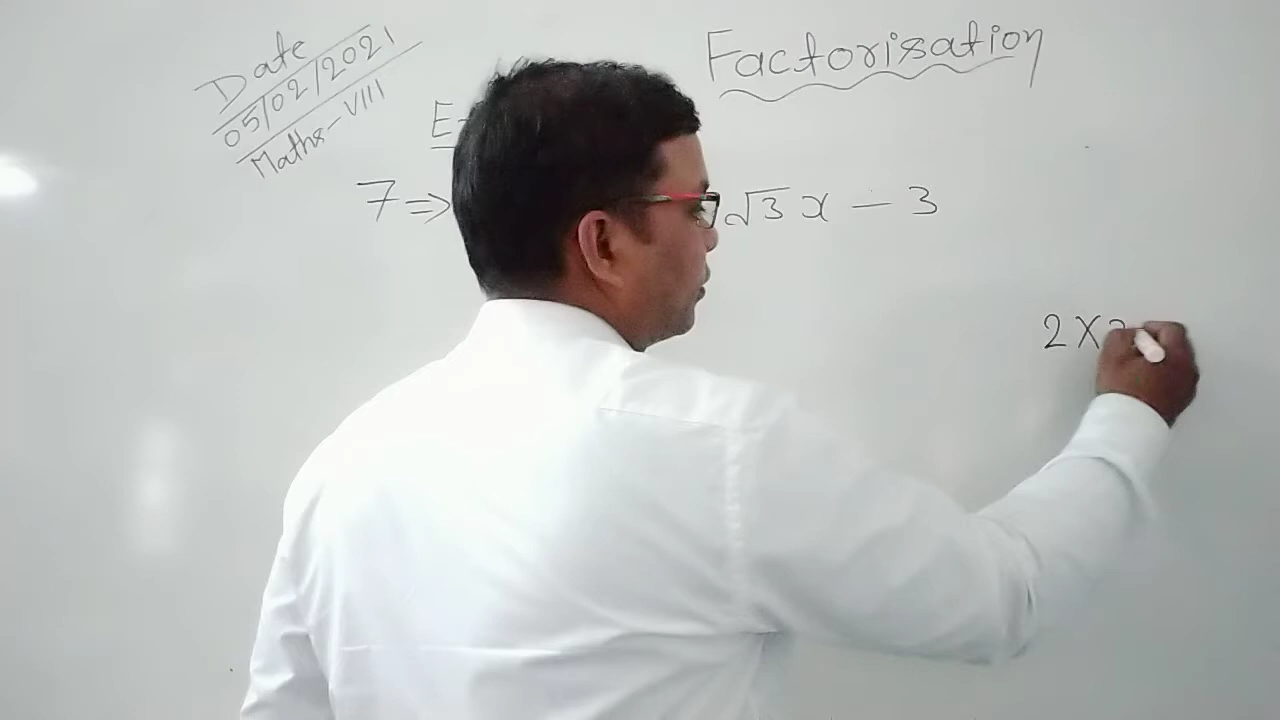 Date
05/02/2021
Maths-VIII
Factorisation
7 ⇒ √3 x - 3
2 X